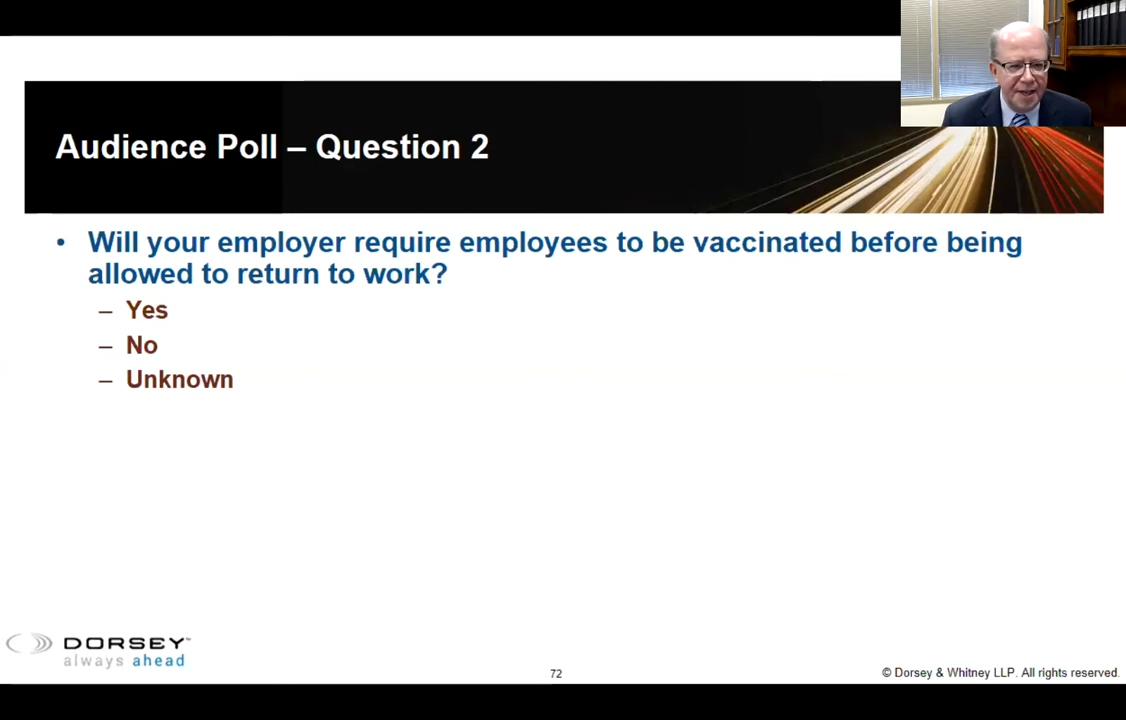 Audience Poll – Question 2
• Will your employer require employees to be vaccinated before being
allowed to return to work?
– Yes
– No
– Unknown
DORSEY™
always ahead
72
© Dorsey & Whitney LLP. All rights reserved.